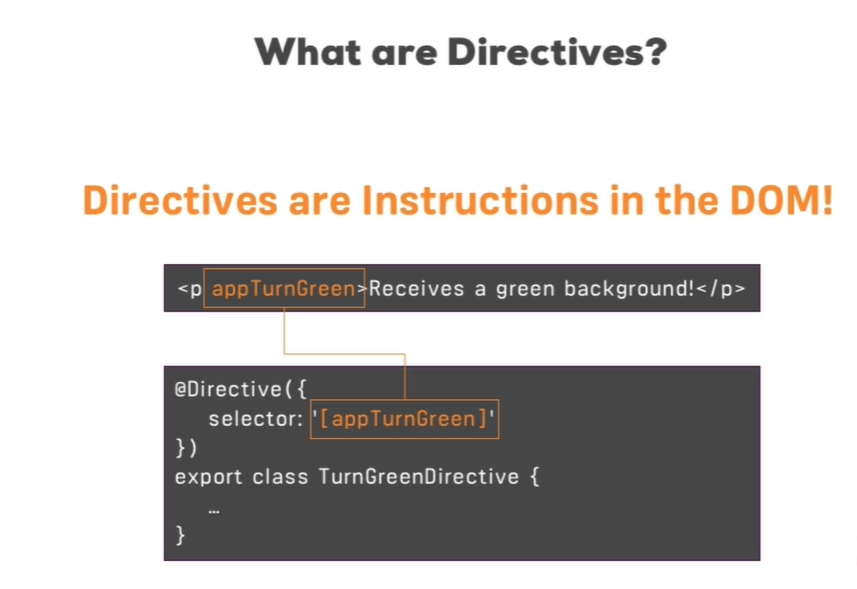 What are Directives?
Directives are Instructions in the DOM!
<p appTurnGreen>Receives a green background!</p>
@Directive({
selector: '[appTurnGreen]'
})
export class TurnGreenDirective {
…
}